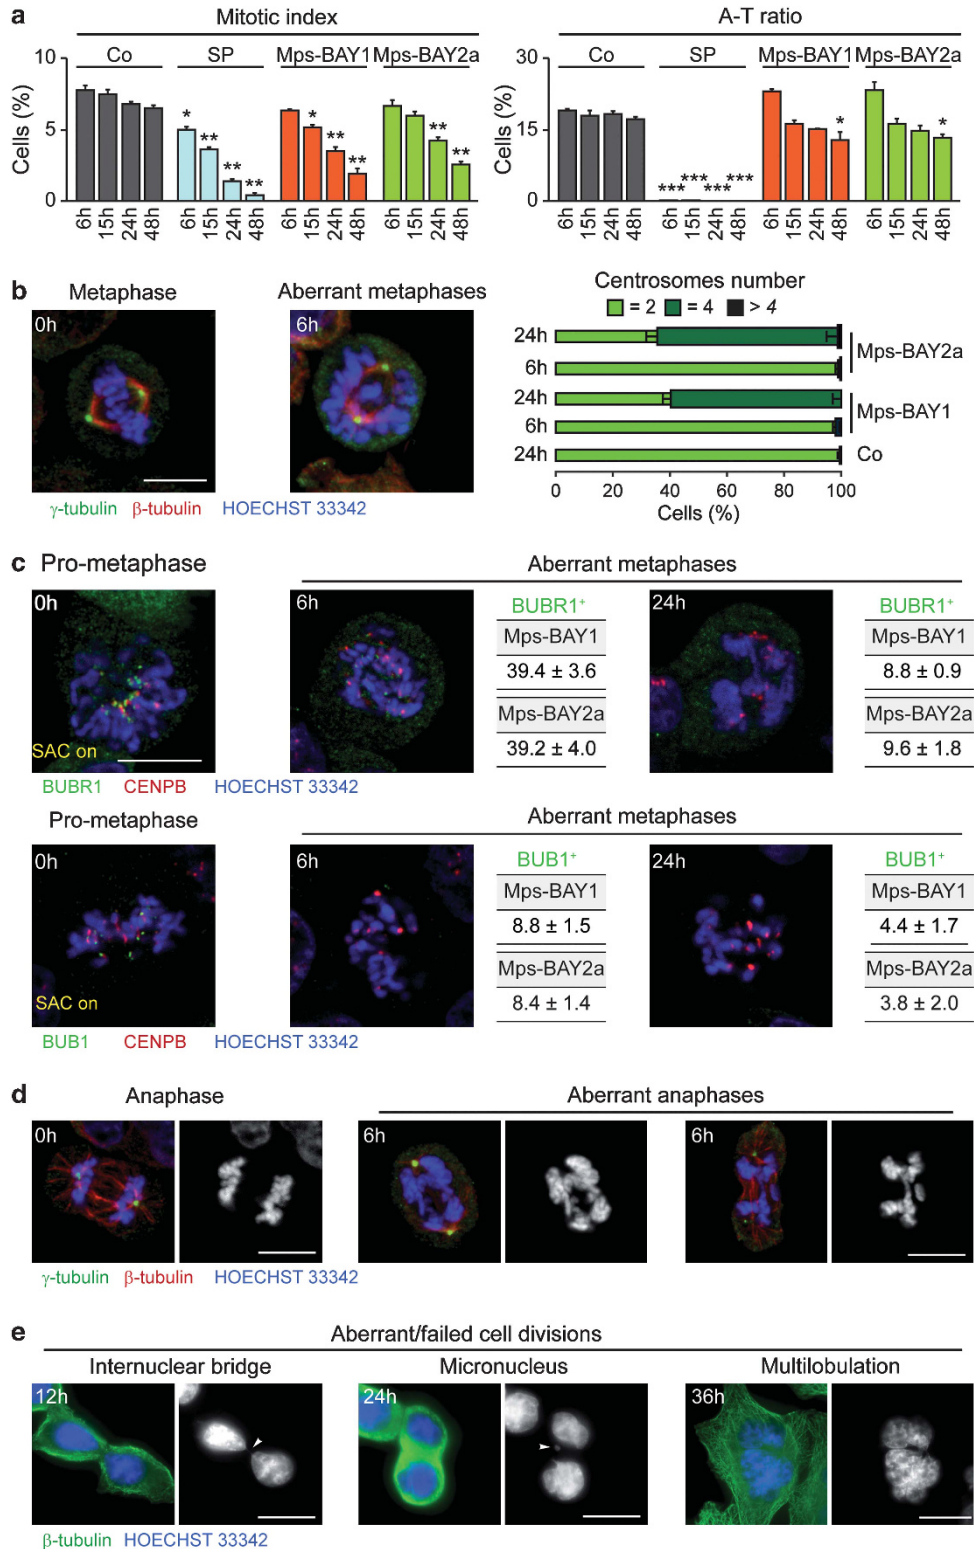 a
Mitotic index
A-T ratio
Co SP Mps-BAY1 Mps-BAY2a
Co SP Mps-BAY1 Mps-BAY2a
Cells (%)
10
5
0
* ** ** ** * ** ** ** **
6h 15h 24h 48h 6h 15h 24h 48h 6h 15h 24h 48h 6h 15h 24h 48h
Cells (%)
30
15
0
*** *** *** *** * *
6h 15h 24h 48h 6h 15h 24h 48h 6h 15h 24h 48h 6h 15h 24h 48h
b
Metaphase
Aberrant metaphases
0h
6h
γ-tubulin β-tubulin HOECHST 33342
Centrosomes number
= 2 = 4 > 4
24h
6h
Mps-BAY2a
24h
6h
Mps-BAY1
24h
Co
0 20 40 60 80 100
Cells (%)
c
Pro-metaphase
Aberrant metaphases
0h
SAC on
6h
BUBR1+
Mps-BAY1
39.4 ± 3.6
Mps-BAY2a
39.2 ± 4.0
24h
BUBR1+
Mps-BAY1
8.8 ± 0.9
Mps-BAY2a
9.6 ± 1.8
BUBR1 CENPB HOECHST 33342
Pro-metaphase
Aberrant metaphases
0h
SAC on
6h
BUB1+
Mps-BAY1
8.8 ± 1.5
Mps-BAY2a
8.4 ± 1.4
24h
BUB1+
Mps-BAY1
4.4 ± 1.7
Mps-BAY2a
3.8 ± 2.0
BUB1 CENPB HOECHST 33342
d
Anaphase
Aberrant anaphases
0h
6h
6h
γ-tubulin β-tubulin HOECHST 33342
e
Aberrant/failed cell divisions
Internuclear bridge
Micronucleus
Multilobulation
12h
24h
36h
β-tubulin HOECHST 33342